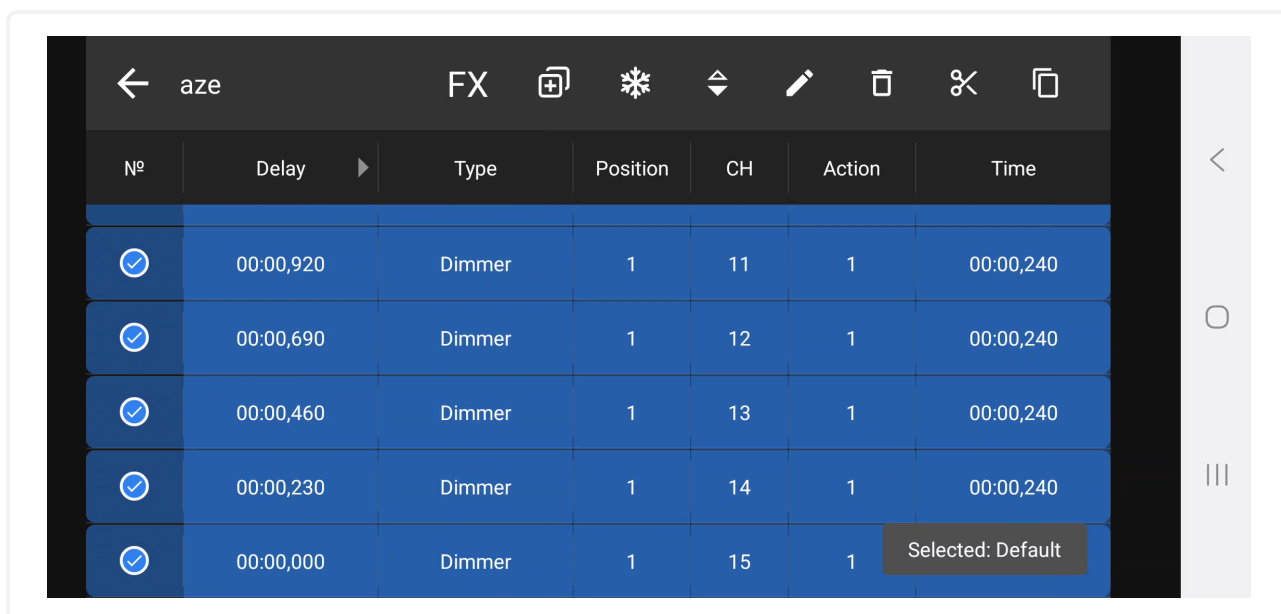 aze FX
Nº Delay Type Position CH Action Time
00:00,920 Dimmer 1 11 1 00:00,240
00:00,690 Dimmer 1 12 1 00:00,240
00:00,460 Dimmer 1 13 1 00:00,240
00:00,230 Dimmer 1 14 1 00:00,240
00:00,000 Dimmer 1 15 1
Selected: Default